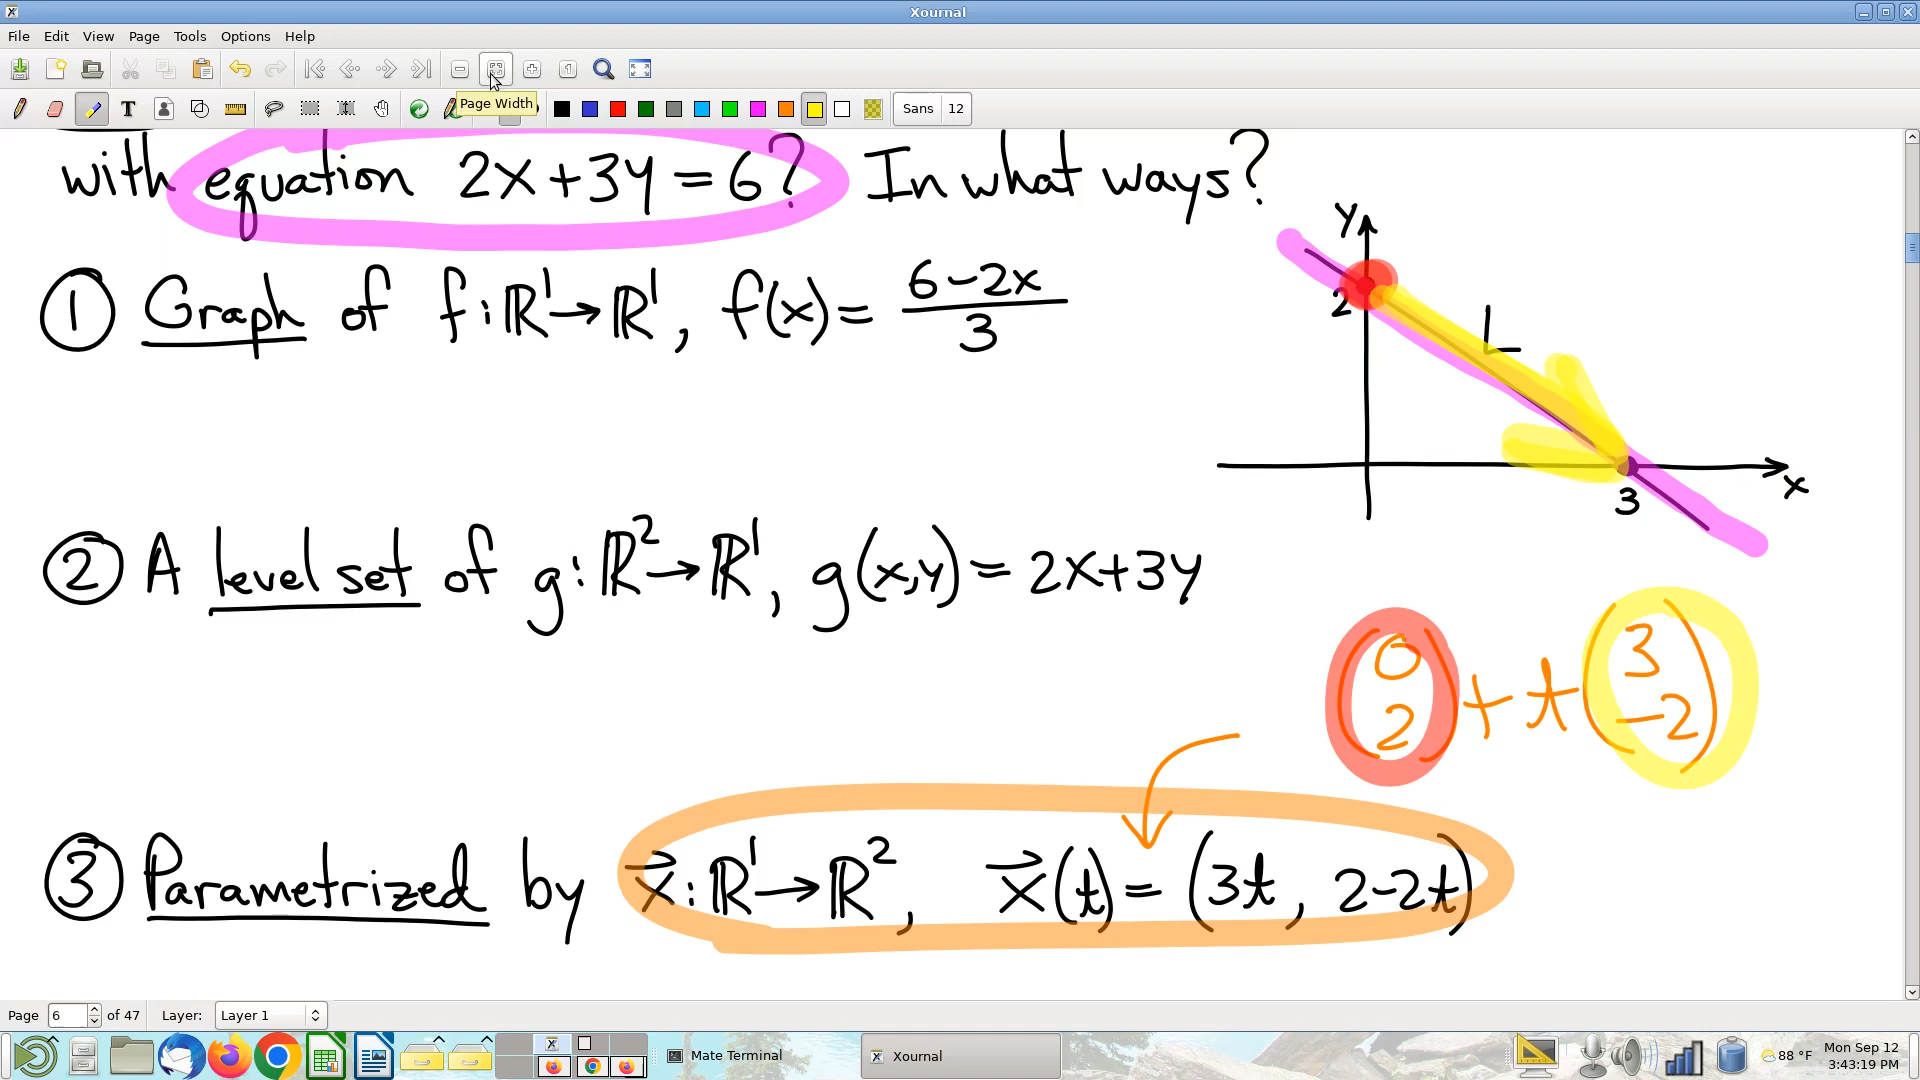 Xournal
File Edit View Page Tools Options Help
Page Width
Sans 12
with equation 2x+3y=6? In what ways?
① Graph of f:ℝ¹→ℝ¹, f(x)= (6-2x)/3
y
2
L
x
3
② A level set of g:ℝ²→ℝ¹, g(x,y)=2x+3y
(0 2)+t(3 -2)
③ Parametrized by x⃗:ℝ¹→ℝ², x⃗(t)=(3t, 2-2t)
Page 6 of 47 Layer: Layer 1
Mate Terminal
Xournal
88 °F
Mon Sep 12
3:43:19 PM